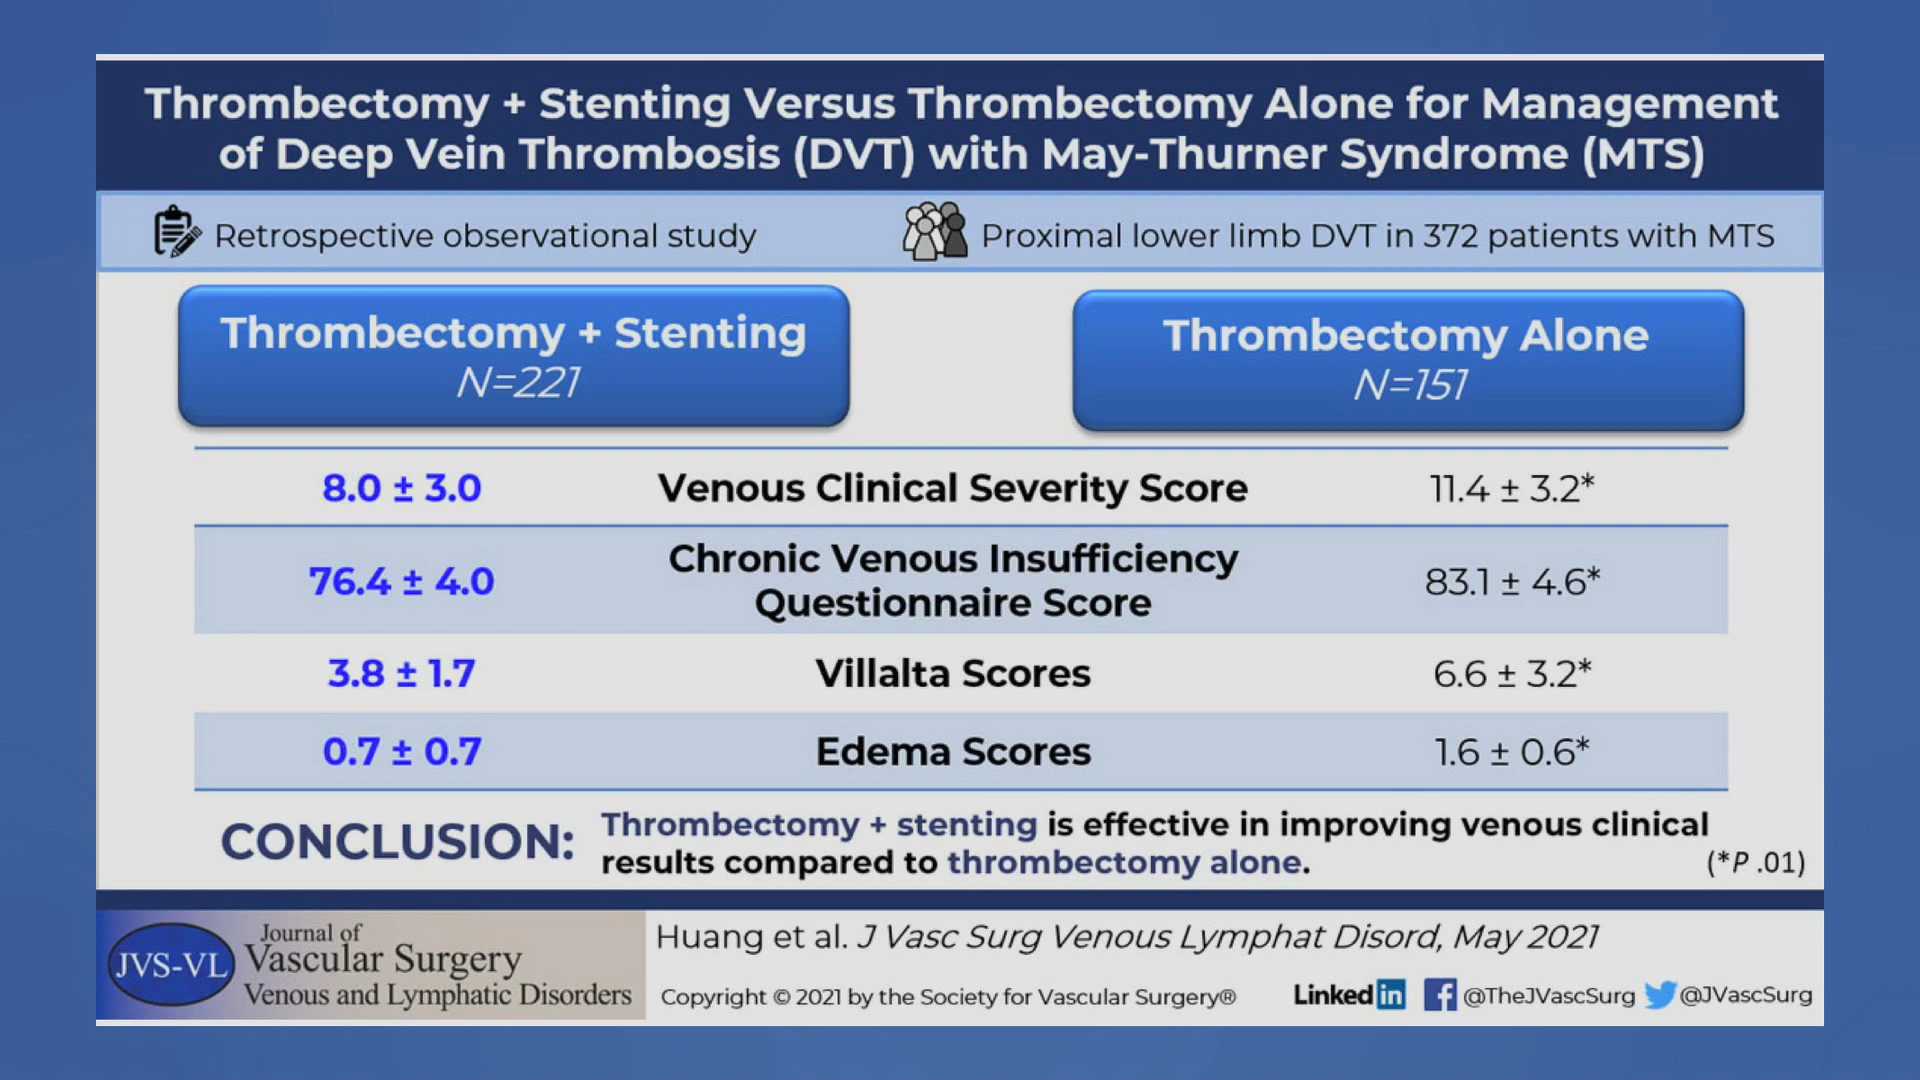 Thrombectomy + Stenting Versus Thrombectomy Alone for Management
of Deep Vein Thrombosis (DVT) with May-Thurner Syndrome (MTS)
Retrospective observational study
Proximal lower limb DVT in 372 patients with MTS
Thrombectomy + Stenting
N=221
Thrombectomy Alone
N=151
8.0 ± 3.0 Venous Clinical Severity Score 11.4 ± 3.2*
76.4 ± 4.0 Chronic Venous Insufficiency
Questionnaire Score 83.1 ± 4.6*
3.8 ± 1.7 Villalta Scores 6.6 ± 3.2*
0.7 ± 0.7 Edema Scores 1.6 ± 0.6*
CONCLUSION: Thrombectomy + stenting is effective in improving venous clinical
results compared to thrombectomy alone. (*P .01)
JVS-VL
Journal of
Vascular Surgery
Venous and Lymphatic Disorders
Huang et al. J Vasc Surg Venous Lymphat Disord, May 2021
Copyright © 2021 by the Society for Vascular Surgery®
Linked in f @TheJVascSurg @JVascSurg